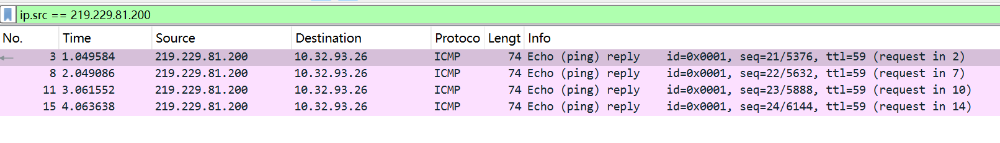 ip.src == 219.229.81.200
No. Time Source Destination Protoco Lengt Info
3 1.049584 219.229.81.200 10.32.93.26 ICMP 74 Echo (ping) reply id=0x0001, seq=21/5376, ttl=59 (request in 2)
8 2.049086 219.229.81.200 10.32.93.26 ICMP 74 Echo (ping) reply id=0x0001, seq=22/5632, ttl=59 (request in 7)
11 3.061552 219.229.81.200 10.32.93.26 ICMP 74 Echo (ping) reply id=0x0001, seq=23/5888, ttl=59 (request in 10)
15 4.063638 219.229.81.200 10.32.93.26 ICMP 74 Echo (ping) reply id=0x0001, seq=24/6144, ttl=59 (request in 14)